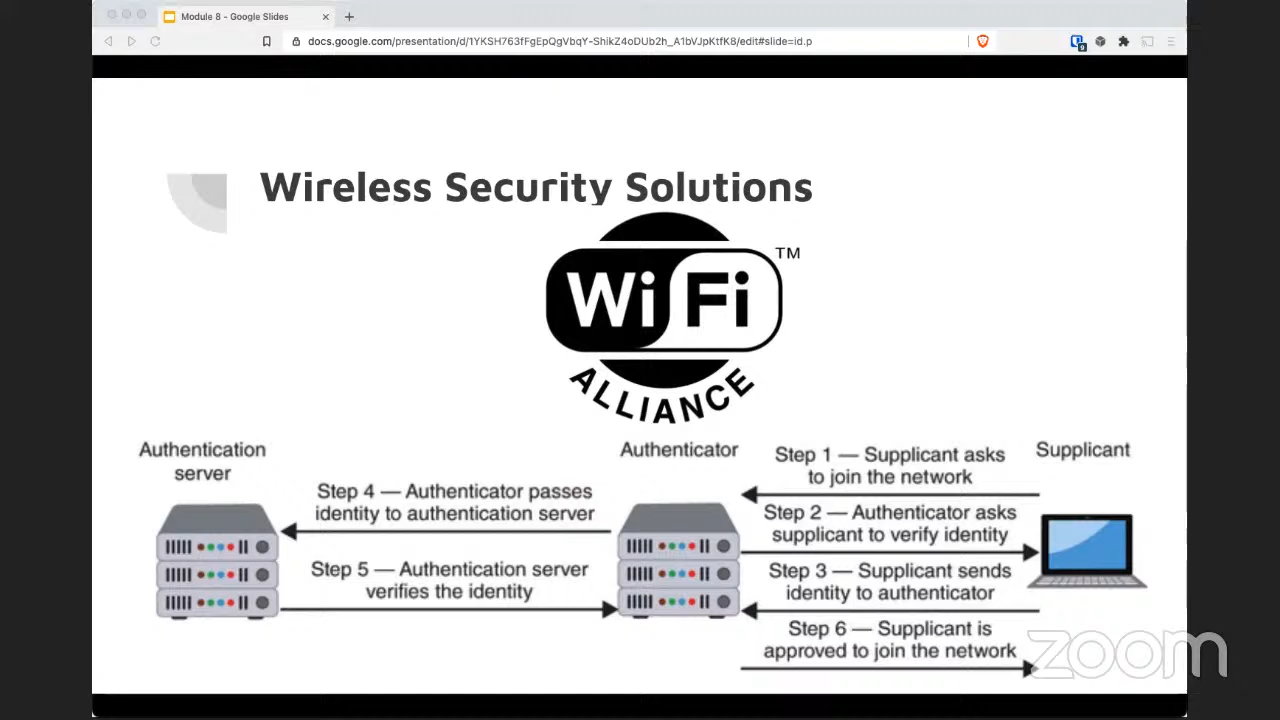 Module 8 - Google Slides
docs.google.com/presentation/d/1YKSH763fFgEpQgVbqY-ShikZ4oDUb2h_A1bVJpKtfK8/edit#slide=id.p
9
Wireless Security Solutions
Wi Fi
TM
ALLIANCE
Authentication
server
Authenticator
Supplicant
Step 1 — Supplicant asks
to join the network
Step 2 — Authenticator asks
supplicant to verify identity
Step 3 — Supplicant sends
identity to authenticator
Step 4 — Authenticator passes
identity to authentication server
Step 5 — Authentication server
verifies the identity
Step 6 — Supplicant is
approved to join the network
zoom